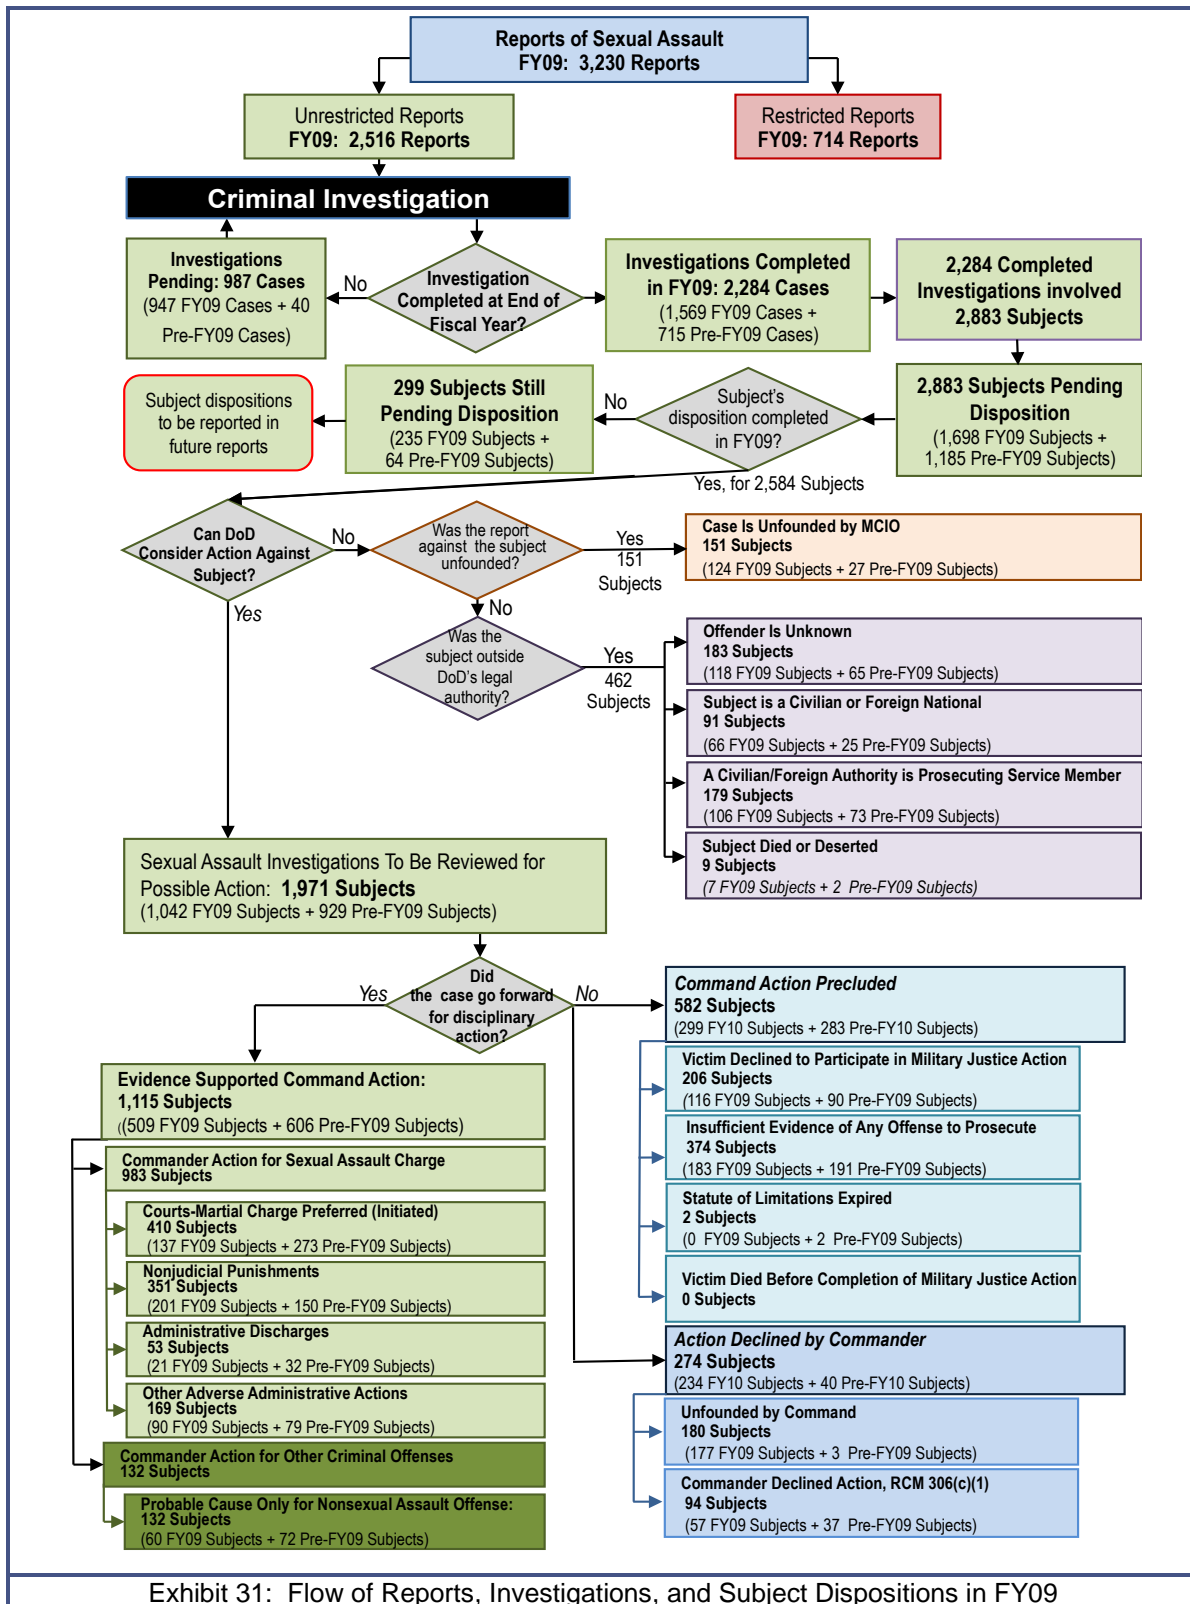 Reports of Sexual Assault
FY09: 3,230 Reports
Unrestricted Reports
FY09: 2,516 Reports
Restricted Reports
FY09: 714 Reports
Criminal Investigation
Investigations
Pending: 987 Cases
(947 FY09 Cases + 40
Pre-FY09 Cases)
No
Investigation
Completed at End of
Fiscal Year?
Investigations Completed
in FY09: 2,284 Cases
(1,569 FY09 Cases +
715 Pre-FY09 Cases)
2,284 Completed
Investigations involved
2,883 Subjects
Subject dispositions
to be reported in
future reports
299 Subjects Still
Pending Disposition
(235 FY09 Subjects +
64 Pre-FY09 Subjects)
No
Subject's
disposition completed
in FY09?
2,883 Subjects Pending
Disposition
(1,698 FY09 Subjects +
1,185 Pre-FY09 Subjects)
Yes, for 2,584 Subjects
Can DoD
Consider Action Against
Subject?
No
Was the report
against the subject
unfounded?
Yes
151
Subjects
Case Is Unfounded by MCIO
151 Subjects
(124 FY09 Subjects + 27 Pre-FY09 Subjects)
Yes
No
Was the
subject outside
DoD's legal
authority?
Yes
462
Subjects
Offender Is Unknown
183 Subjects
(118 FY09 Subjects + 65 Pre-FY09 Subjects)
Subject is a Civilian or Foreign National
91 Subjects
(66 FY09 Subjects + 25 Pre-FY09 Subjects)
A Civilian/Foreign Authority is Prosecuting Service Member
179 Subjects
(106 FY09 Subjects + 73 Pre-FY09 Subjects)
Subject Died or Deserted
9 Subjects
(7 FY09 Subjects + 2 Pre-FY09 Subjects)
Sexual Assault Investigations To Be Reviewed for
Possible Action: 1,971 Subjects
(1,042 FY09 Subjects + 929 Pre-FY09 Subjects)
Yes
Did
the case go forward
for disciplinary
action?
No
Command Action Precluded
582 Subjects
(299 FY10 Subjects + 283 Pre-FY10 Subjects)
Victim Declined to Participate in Military Justice Action
206 Subjects
(116 FY09 Subjects + 90 Pre-FY09 Subjects)
Insufficient Evidence of Any Offense to Prosecute
374 Subjects
(183 FY09 Subjects + 191 Pre-FY09 Subjects)
Statute of Limitations Expired
2 Subjects
(0 FY09 Subjects + 2 Pre-FY09 Subjects)
Victim Died Before Completion of Military Justice Action
0 Subjects
Action Declined by Commander
274 Subjects
(234 FY10 Subjects + 40 Pre-FY10 Subjects)
Unfounded by Command
180 Subjects
(177 FY09 Subjects + 3 Pre-FY09 Subjects)
Commander Declined Action, RCM 306(c)(1)
94 Subjects
(57 FY09 Subjects + 37 Pre-FY09 Subjects)
Evidence Supported Command Action:
1,115 Subjects
((509 FY09 Subjects + 606 Pre-FY09 Subjects)
Commander Action for Sexual Assault Charge
983 Subjects
Courts-Martial Charge Preferred (Initiated)
410 Subjects
(137 FY09 Subjects + 273 Pre-FY09 Subjects)
Nonjudicial Punishments
351 Subjects
(201 FY09 Subjects + 150 Pre-FY09 Subjects)
Administrative Discharges
53 Subjects
(21 FY09 Subjects + 32 Pre-FY09 Subjects)
Other Adverse Administrative Actions
169 Subjects
(90 FY09 Subjects + 79 Pre-FY09 Subjects)
Commander Action for Other Criminal Offenses
132 Subjects
Probable Cause Only for Nonsexual Assault Offense:
132 Subjects
(60 FY09 Subjects + 72 Pre-FY09 Subjects)
Exhibit 31: Flow of Reports, Investigations, and Subject Dispositions in FY09